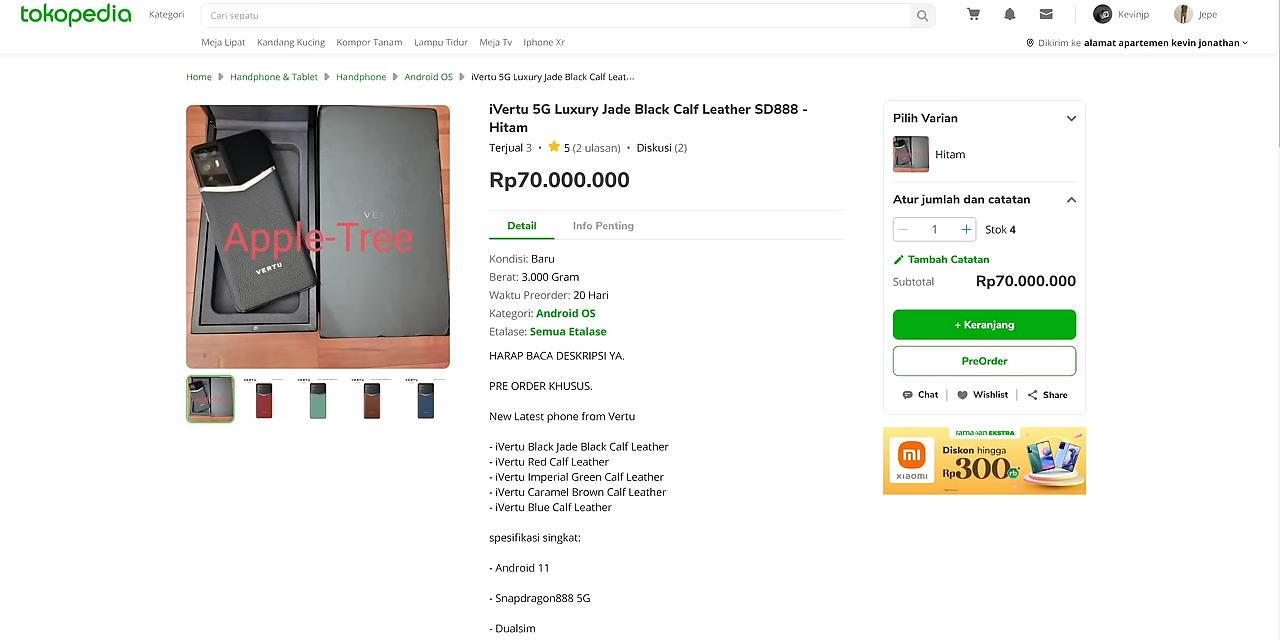 tokopedia Kategori Cari sepatu Kevinjp Jepe
Meja Lipat Kandang Kucing Kompor Tanam Lampu Tidur Meja Tv Iphone Xr Dikirim ke alamat apartemen kevin jonathan
Home Handphone & Tablet Handphone Android OS iVertu 5G Luxury Jade Black Calf Leat...
VERTU
Apple-Tree
VERTU
iVertu 5G Luxury Jade Black Calf Leather SD888 -
Hitam
Terjual 3 • 5 (2 ulasan) • Diskusi (2)
Rp70.000.000
Detail Info Penting
Kondisi: Baru
Berat: 3.000 Gram
Waktu Preorder: 20 Hari
Kategori: Android OS
Etalase: Semua Etalase
HARAP BACA DESKRIPSI YA.
PRE ORDER KHUSUS.
New Latest phone from Vertu
- iVertu Black Jade Black Calf Leather
- iVertu Red Calf Leather
- iVertu Imperial Green Calf Leather
- iVertu Caramel Brown Calf Leather
- iVertu Blue Calf Leather
spesifikasi singkat:
- Android 11
- Snapdragon888 5G
- Dualsim
Pilih Varian
Hitam
Atur jumlah dan catatan
1 Stok 4
Tambah Catatan
Subtotal Rp70.000.000
+ Keranjang
PreOrder
Chat Wishlist Share
ramadan EKSTRA
mi
xiaomi
Diskon hingga
Rp300rb*